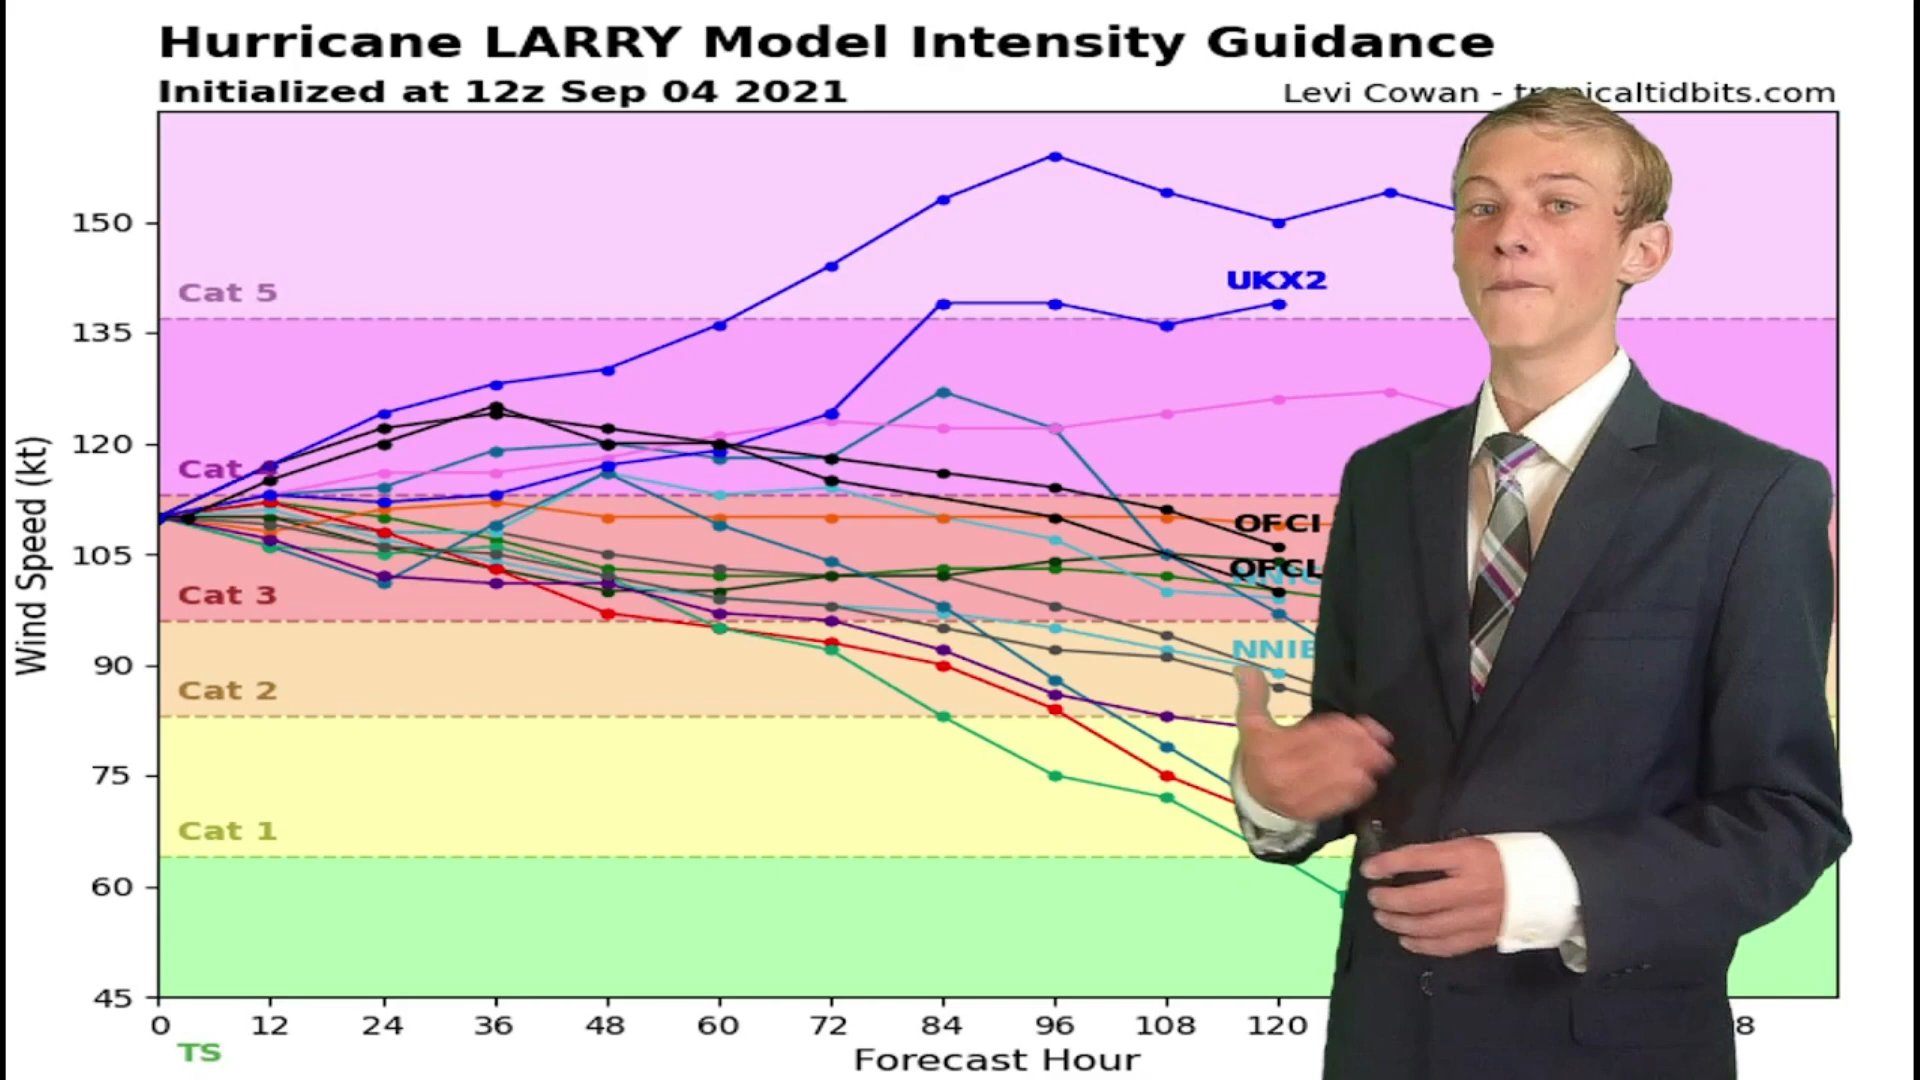 Hurricane LARRY Model Intensity Guidance
Initialized at 12z Sep 04 2021
Levi Cowan -
150
135
120
105
90
75
60
45
Wind Speed (kt)
Cat 5
Cat
Cat 3
Cat 2
Cat 1
TS
UKX2
OFCI
OFCL
0 12 24 36 48 60 72 84 96 108 120
Forecast Hour